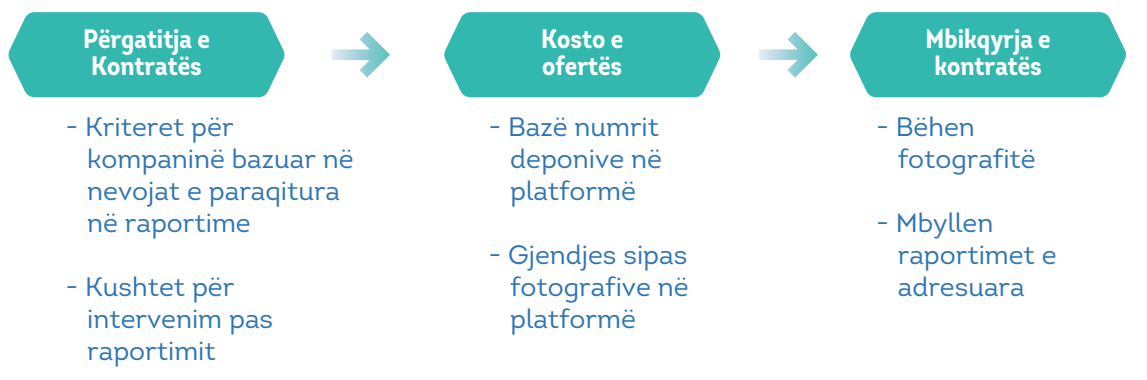 Përgatitja e
Kontratës
- Kriteret për
kompaninë bazuar në
nevojat e paraqitura
në raportime
- Kushtet për
intervenim pas
raportimit
Kosto e
ofertës
- Bazë numrit
deponive në
platformë
- Gjendjes sipas
fotografive në
platformë
Mbikqyrja e
kontratës
- Bëhen
fotografitë
- Mbyllen
raportimet e
adresuara